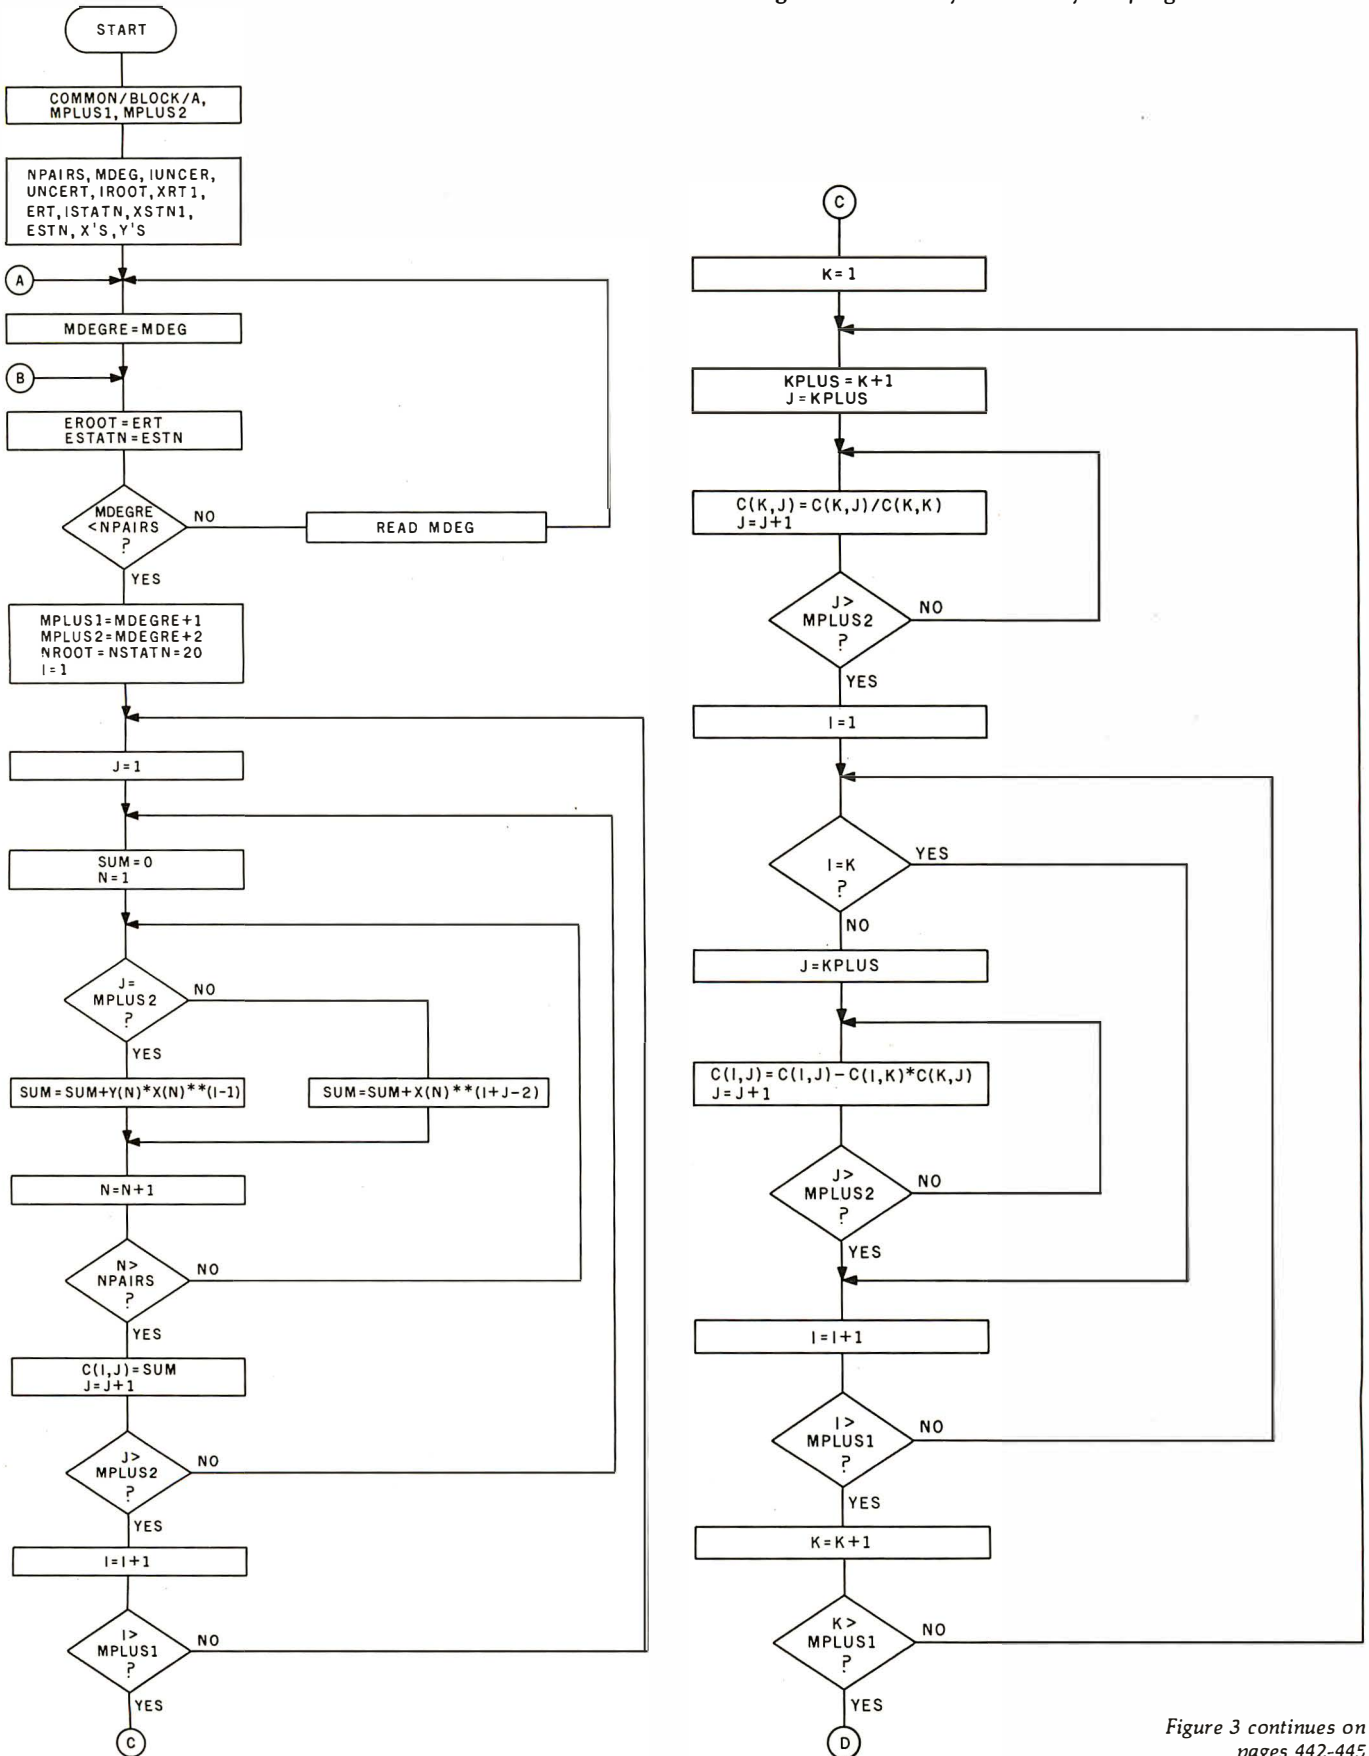 START
COMMON/BLOCK/A,
MPLUS1, MPLUS2
NPAIRS, MDEG, IUNCER,
UNCERT, IROOT, XRT1,
ERT, ISTATN, XSTN1,
ESTN, X'S, Y'S
A
MDEGRE=MDEG
B
EROOT=ERT
ESTATN=ESTN
MDEGRE
<NPAIRS
?
NO
READ MDEG
YES
MPLUS1=MDEGRE+1
MPLUS2=MDEGRE+2
NROOT=NSTATN=20
I=1
J=1
SUM=0
N=1
J=
MPLUS2
?
NO
YES
SUM=SUM+Y(N)*X(N)**(I-1)
SUM=SUM+X(N)**(I+J-2)
N=N+1
N>
NPAIRS
?
NO
YES
C(I,J)=SUM
J=J+1
J>
MPLUS2
?
NO
YES
I=I+1
I>
MPLUS1
?
NO
YES
C
C
K=1
KPLUS=K+1
J=KPLUS
C(K,J)=C(K,J)/C(K,K)
J=J+1
J>
MPLUS2
?
NO
YES
I=1
I=K
?
YES
NO
J=KPLUS
C(I,J)=C(I,J)-C(I,K)*C(K,J)
J=J+1
J>
MPLUS2
?
NO
YES
I=I+1
I>
MPLUS1
?
NO
YES
K=K+1
K>
MPLUS1
?
NO
YES
D
Figure 3 continues on
pages 442-445